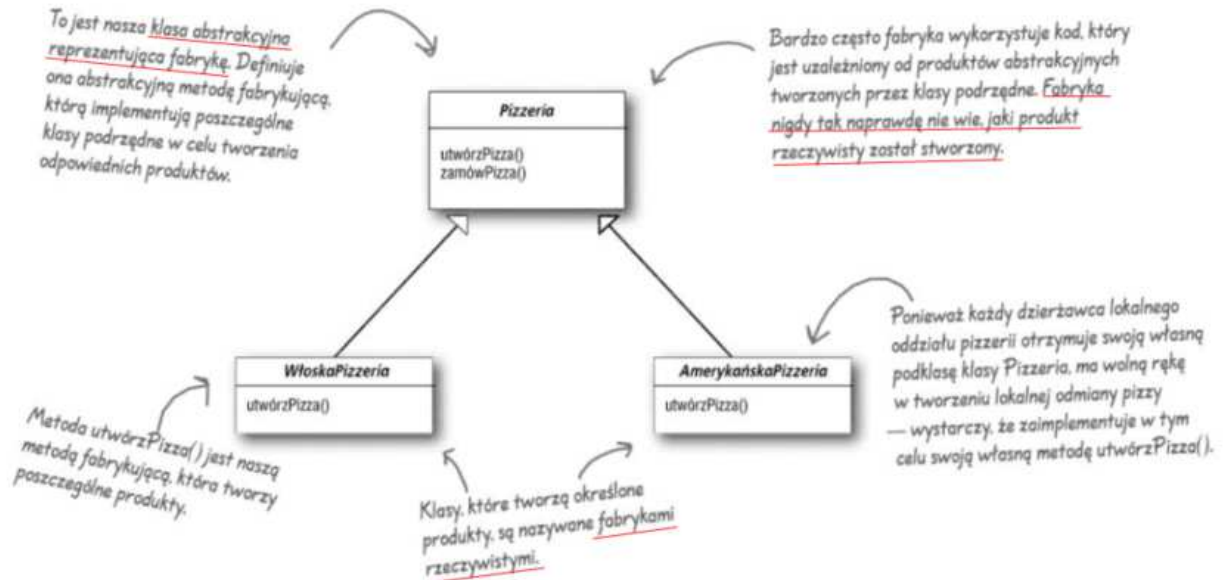 To jest nasza klasa abstrakcyjna
reprezentująca fabrykę. Definiuje
ona abstrakcyjną metodę fabrykującą,
którą implementują poszczególne
klasy podrzędne w celu tworzenia
odpowiednich produktów.
Bardzo często fabryka wykorzystuje kod, który
jest uzależniony od produktów abstrakcyjnych
tworzonych przez klasy podrzędne. Fabryka
nigdy tak naprawdę nie wie, jaki produkt
rzeczywisty został stworzony.
Pizzeria
utwórzPizza()
zamówPizza()
WłoskaPizzeria
utwórzPizza()
AmerykańskaPizzeria
utwórzPizza()
Ponieważ każdy dzierżawca lokalnego
oddziału pizzerii otrzymuje swoją własną
podklasę klasy Pizzeria, ma wolną rękę
w tworzeniu lokalnej odmiany pizzy
— wystarczy, że zaimplementuje w tym
celu swoją własną metodę utwórzPizza().
Metoda utwórzPizza() jest naszą
metodą fabrykującą, która tworzy
poszczególne produkty.
Klasy, które tworzą określone
produkty, są nazywane fabrykami
rzeczywistymi.